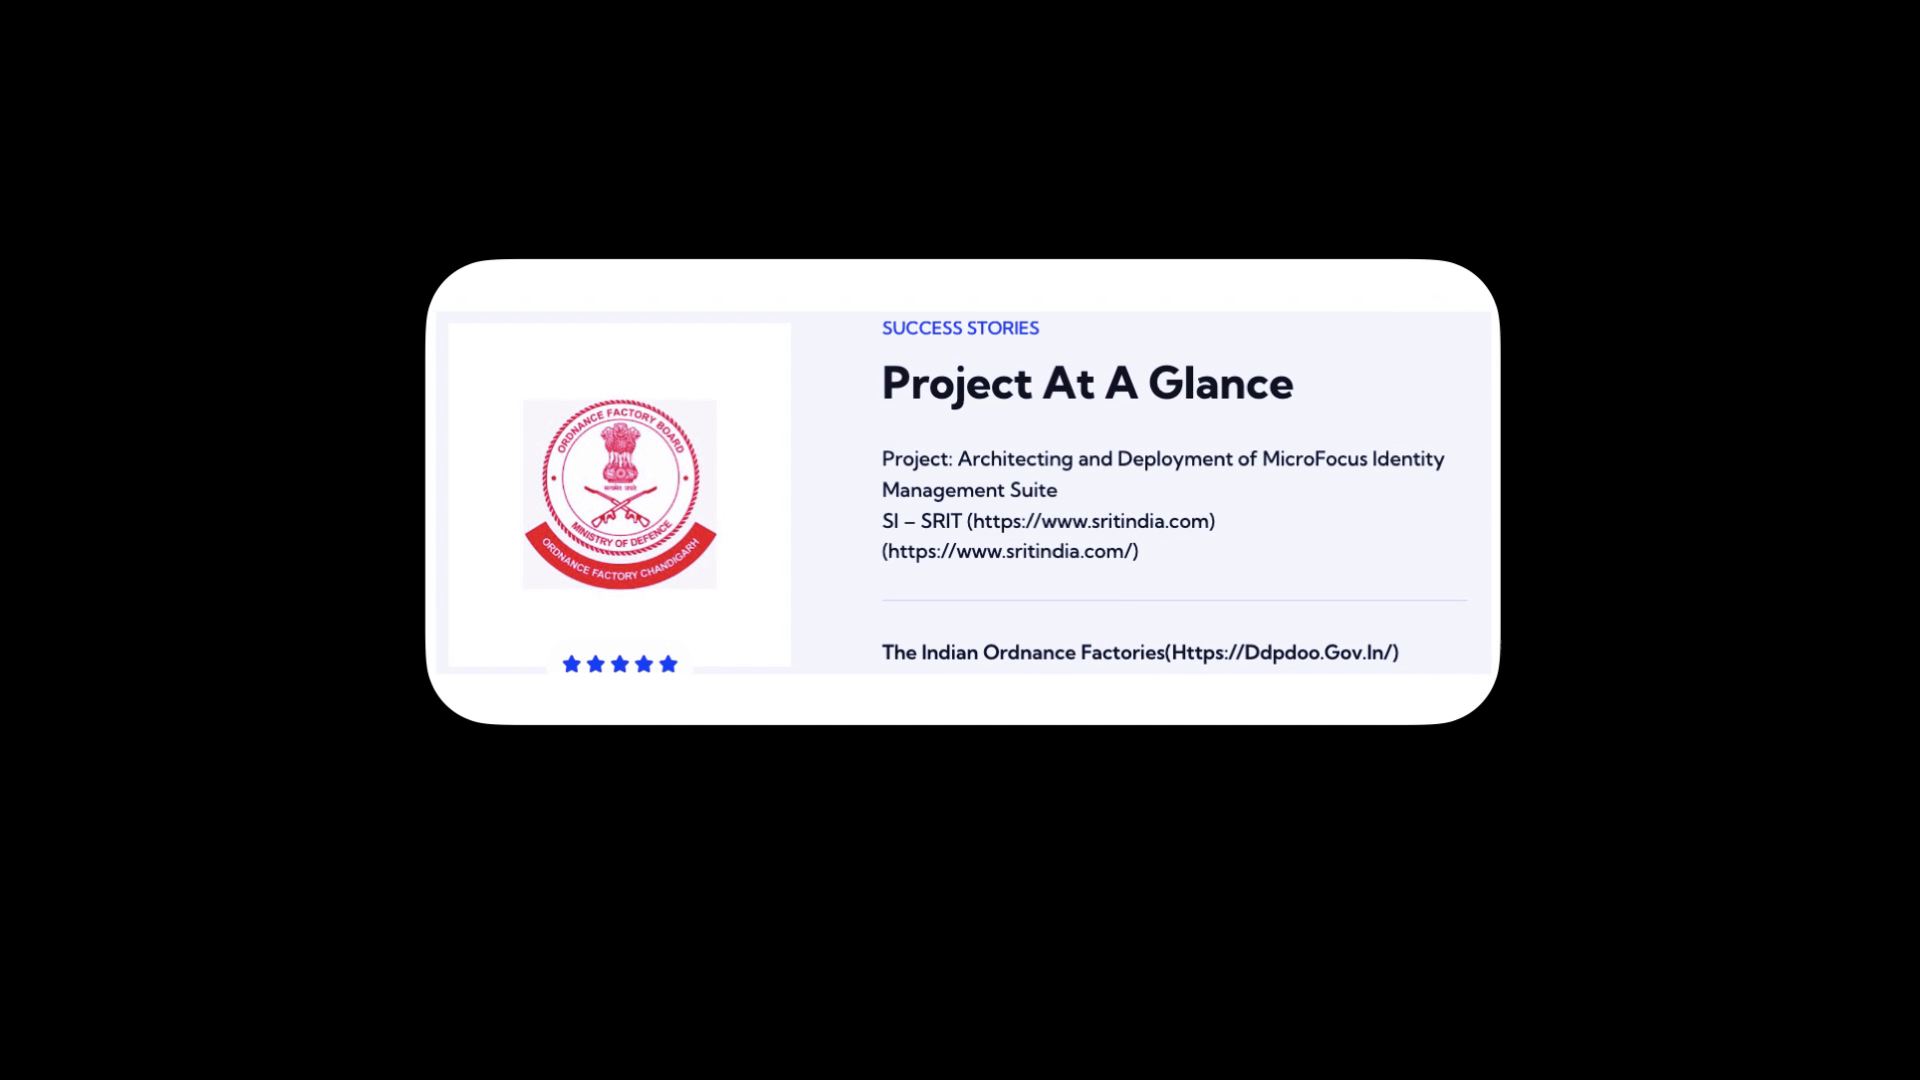 ORDNANCE FACTORY BOARD
सत्यमेव जयते
MINISTRY OF DEFENCE
ORDNANCE FACTORY CHANDIGARH
SUCCESS STORIES
Project At A Glance
Project: Architecting and Deployment of MicroFocus Identity
Management Suite
SI – SRIT (https://www.sritindia.com)
(https://www.sritindia.com/)
The Indian Ordnance Factories(Https://Ddpdoo.Gov.In/)